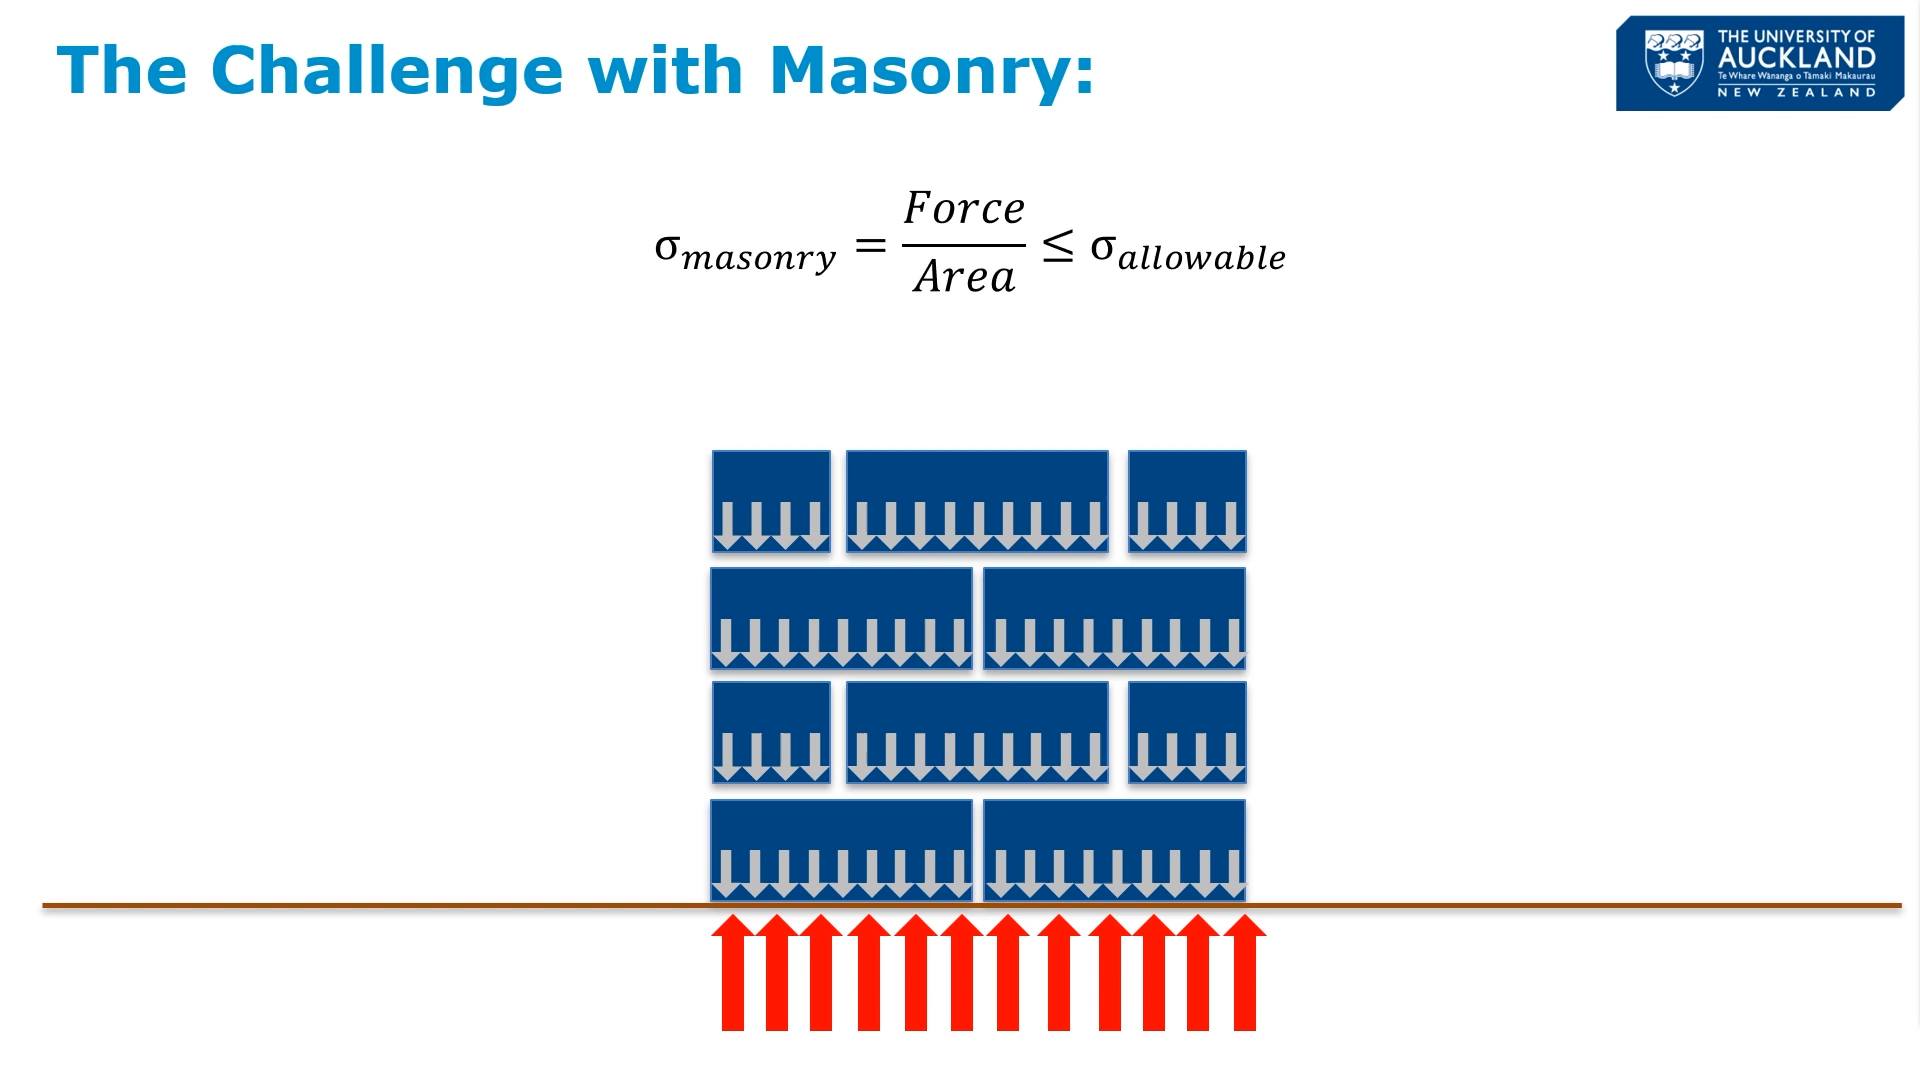 The Challenge with Masonry:
THE UNIVERSITY OF
AUCKLAND
Te Whare Wānanga o Tāmaki Makaurau
NEW ZEALAND
σmasonry = Force/Area ≤ σallowable